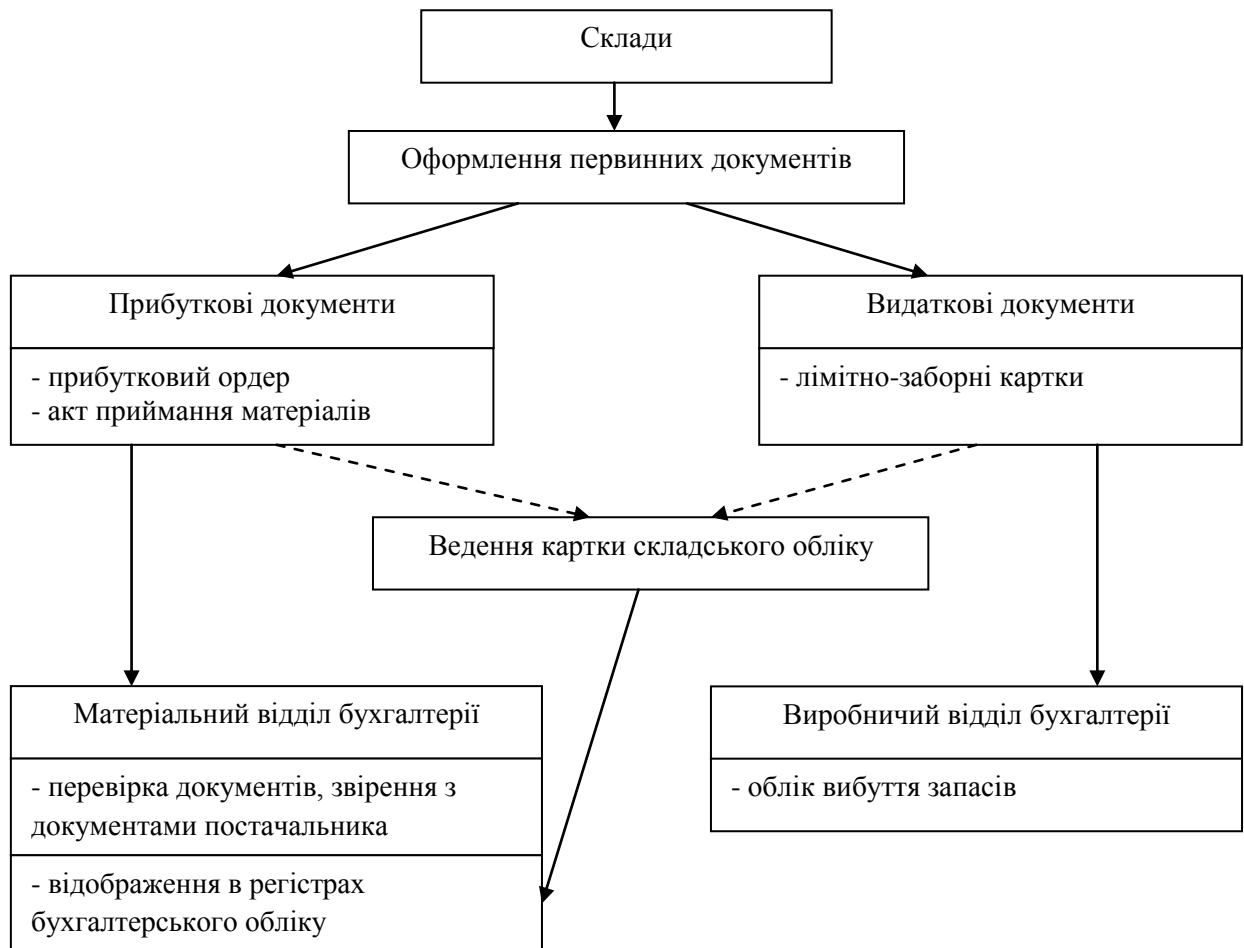 Склади
Оформлення первинних документів
Прибуткові документи
- прибутковий ордер
- акт приймання матеріалів
Видаткові документи
- лімітно-заборні картки
Ведення картки складського обліку
Матеріальний відділ бухгалтерії
- перевірка документів, звірення з
документами постачальника
- відображення в регістрах
бухгалтерського обліку
Виробничий відділ бухгалтерії
- облік вибуття запасів